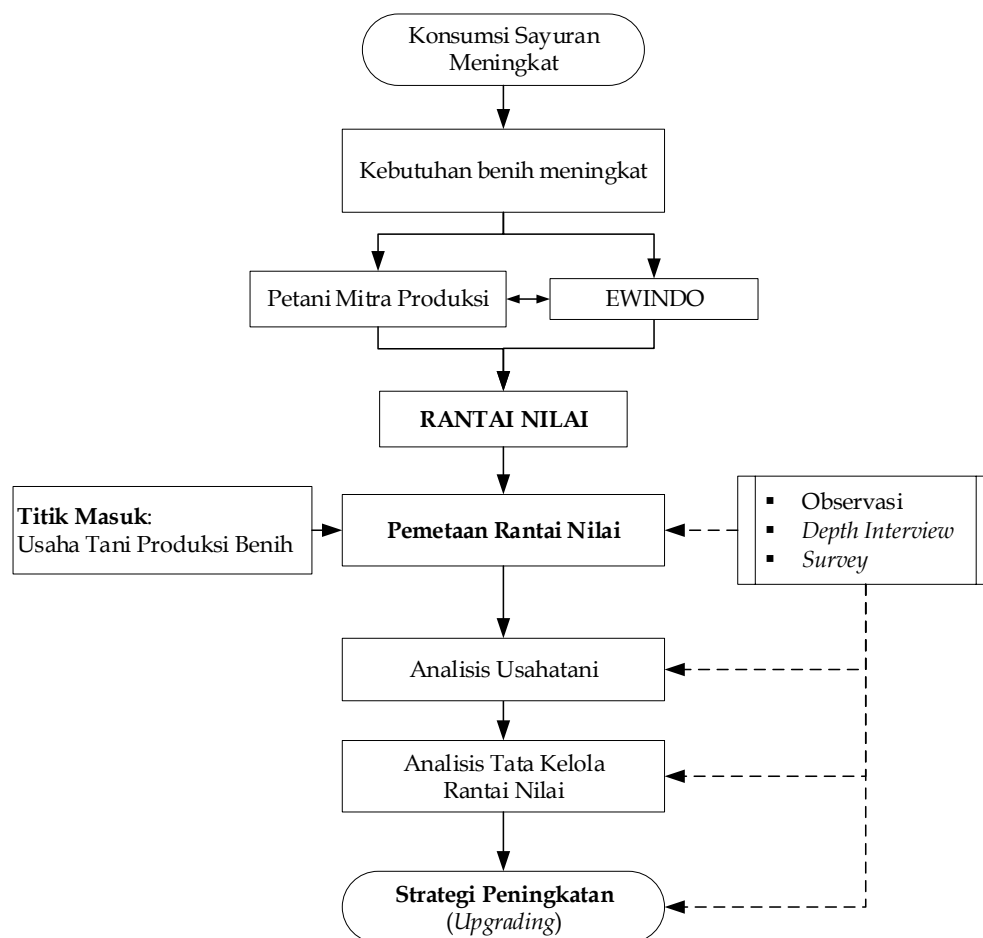 Konsumsi Sayuran
Meningkat
Kebutuhan benih meningkat
Petani Mitra Produksi
EWINDO
RANTAI NILAI
Titik Masuk:
Usaha Tani Produksi Benih
Pemetaan Rantai Nilai
▪ Observasi
▪ Depth Interview
▪ Survey
Analisis Usahatani
Analisis Tata Kelola
Rantai Nilai
Strategi Peningkatan
(Upgrading)